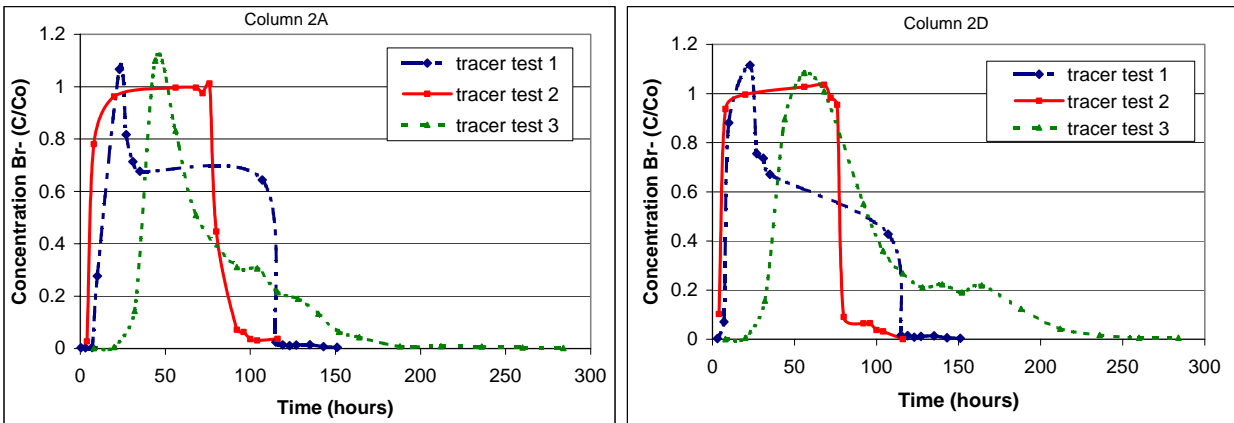 Column 2A
Concentration Br- (C/Co)
1.2
1
0.8
0.6
0.4
0.2
0
0 50 100 150 200 250 300
Time (hours)
tracer test 1
tracer test 2
tracer test 3
Column 2D
Concentration Br- (C/Co)
1.2
1
0.8
0.6
0.4
0.2
0
0 50 100 150 200 250 300
Time (hours)
tracer test 1
tracer test 2
tracer test 3